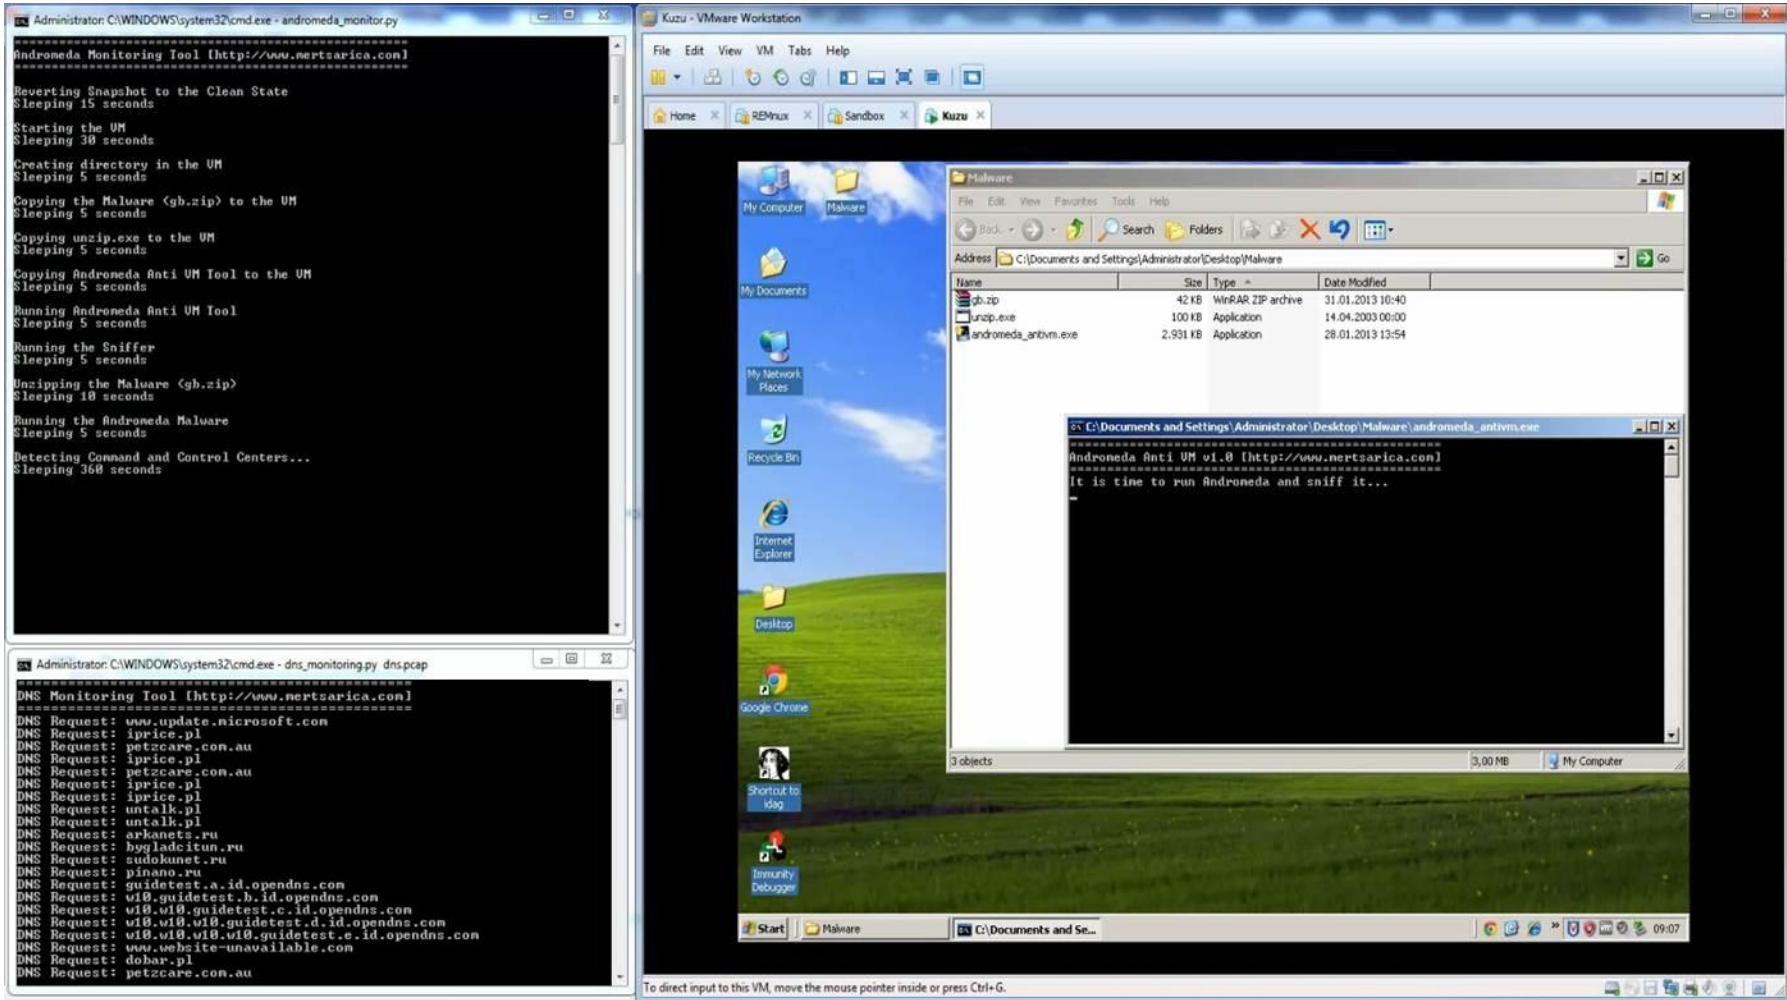 Administrator: C:\WINDOWS\system32\cmd.exe - andromeda_monitor.py
================================================
Andromeda Monitoring Tool [http://www.mertsarica.com]
================================================
Reverting Snapshot to the Clean State
Sleeping 15 seconds
Starting the VM
Sleeping 30 seconds
Creating directory in the VM
Sleeping 5 seconds
Copying the Malware <gb.zip> to the VM
Sleeping 5 seconds
Copying unzip.exe to the VM
Sleeping 5 seconds
Copying Andromeda Anti VM Tool to the VM
Sleeping 5 seconds
Running Andromeda Anti VM Tool
Sleeping 5 seconds
Running the Sniffer
Sleeping 5 seconds
Unzipping the Malware <gb.zip>
Sleeping 10 seconds
Running the Andromeda Malware
Sleeping 5 seconds
Detecting Command and Control Centers...
Sleeping 360 seconds
Administrator: C:\WINDOWS\system32\cmd.exe - dns_monitoring.py dns.pcap
================================================
DNS Monitoring Tool [http://www.mertsarica.com]
================================================
DNS Request: www.update.microsoft.com
DNS Request: iprice.pl
DNS Request: petzcare.com.au
DNS Request: iprice.pl
DNS Request: petzcare.com.au
DNS Request: iprice.pl
DNS Request: iprice.pl
DNS Request: untalk.pl
DNS Request: untalk.pl
DNS Request: arkanets.ru
DNS Request: bygladcitun.ru
DNS Request: sudokunet.ru
DNS Request: pinano.ru
DNS Request: guidetest.a.id.opendns.com
DNS Request: w10.guidetest.b.id.opendns.com
DNS Request: w10.w10.guidetest.c.id.opendns.com
DNS Request: w10.w10.w10.guidetest.d.id.opendns.com
DNS Request: w10.w10.w10.w10.guidetest.e.id.opendns.com
DNS Request: www.website-unavailable.com
DNS Request: dobar.pl
DNS Request: petzcare.com.au
Kuzu - VMware Workstation
File Edit View VM Tabs Help
Home REMnux Sandbox Kuzu
My Computer
Malware
My Documents
My Network Places
Recycle Bin
Internet Explorer
Desktop
Google Chrome
Shortcut to idag
Immunity Debugger
Malware
File Edit View Favorites Tools Help
Back Search Folders
Address C:\Documents and Settings\Administrator\Desktop\Malware Go
Name Size Type Date Modified
gb.zip 42 KB WinRAR ZIP archive 31.01.2013 10:40
unzip.exe 100 KB Application 14.04.2003 00:00
andromeda_antivm.exe 2.931 KB Application 28.01.2013 13:54
C:\Documents and Settings\Administrator\Desktop\Malware\andromeda_antivm.exe
================================================
Andromeda Anti VM v1.0 [http://www.mertsarica.com]
================================================
It is time to run Andromeda and sniff it...
3 objects 3,00 MB My Computer
Start Malware C:\Documents and Se... 09:07
To direct input to this VM, move the mouse pointer inside or press Ctrl+G.